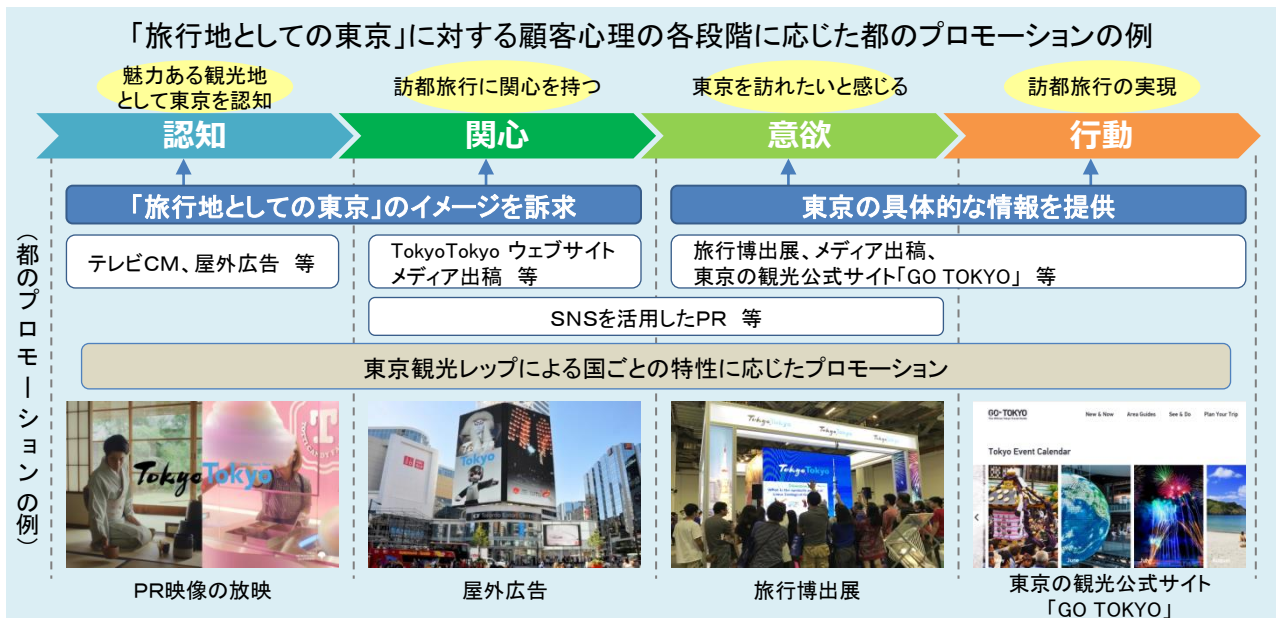 「旅行地としての東京」に対する顧客心理の各段階に応じた都のプロモーションの例
魅力ある観光地
として東京を認知
訪都旅行に関心を持つ
東京を訪れたいと感じる
訪都旅行の実現
認知
関心
意欲
行動
「旅行地としての東京」のイメージを訴求
東京の具体的な情報を提供
（都のプロモーションの例）
テレビCM、屋外広告 等
TokyoTokyo ウェブサイト
メディア出稿 等
旅行博出展、メディア出稿、
東京の観光公式サイト「GO TOKYO」 等
SNSを活用したPR 等
東京観光レップによる国ごとの特性に応じたプロモーション
TokyoTokyo
Tokyo
TokyoTokyo
TokyoTokyo
GO TOKYO
New & Now
Area Guides
See & Do
Plan Your Trip
Tokyo Event Calendar
June
PR映像の放映
屋外広告
旅行博出展
東京の観光公式サイト
「GO TOKYO」